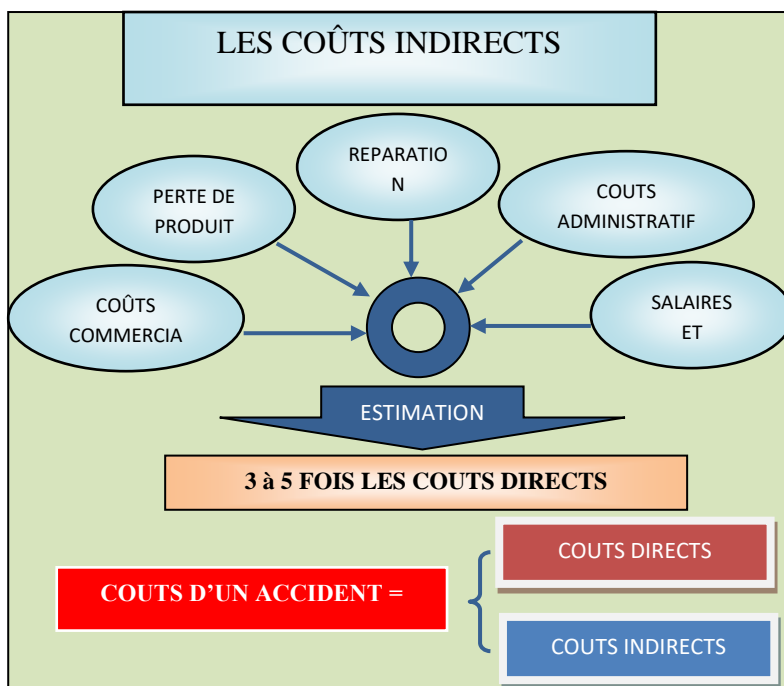 LES COÛTS INDIRECTS
REPARATIO
N
PERTE DE
PRODUIT
COUTS
ADMINISTRATIF
COÛTS
COMMERCIA
SALAIRES
ET
ESTIMATION
3 à 5 FOIS LES COUTS DIRECTS
COUTS DIRECTS
COUTS D’UN ACCIDENT =
COUTS INDIRECTS